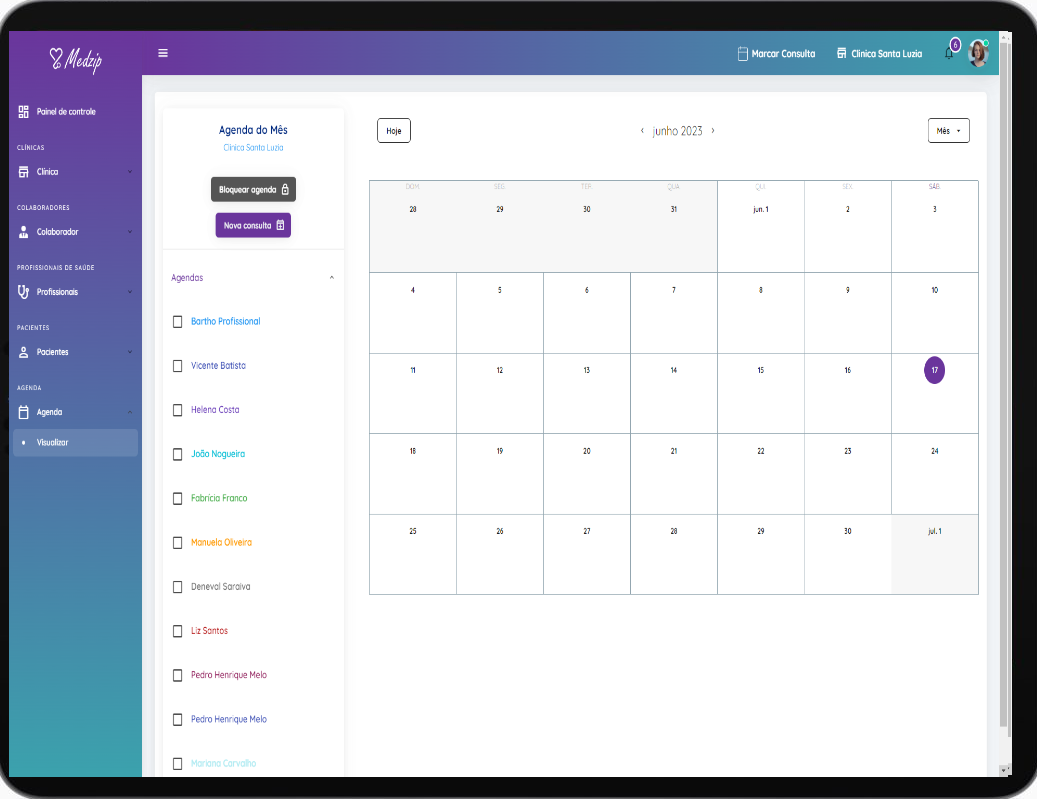 Medzip
Marcar Consulta
Clinica Santa Luzia
6
Painel de controle
CLÍNICAS
Clínica
COLABORADORES
Colaborador
PROFISSIONAIS DE SAÚDE
Profissionais
PACIENTES
Pacientes
AGENDA
Agenda
Visualizar
Agenda do Mês
Clinica Santa Luzia
Bloquear agenda
Nova consulta
Agendas
Bartho Profissional
Vicente Batista
Helena Costa
João Nogueira
Fabrícia Franco
Manuela Oliveira
Deneval Saraiva
Liz Santos
Pedro Henrique Melo
Pedro Henrique Melo
Mariana Carvalho
Hoje
‹ junho 2023 ›
Mês
DOM. SEG. TER. QUA. QUI. SEX. SÁB.
28 29 30 31 jun. 1 2 3
4 5 6 7 8 9 10
11 12 13 14 15 16 17
18 19 20 21 22 23 24
25 26 27 28 29 30 jul. 1